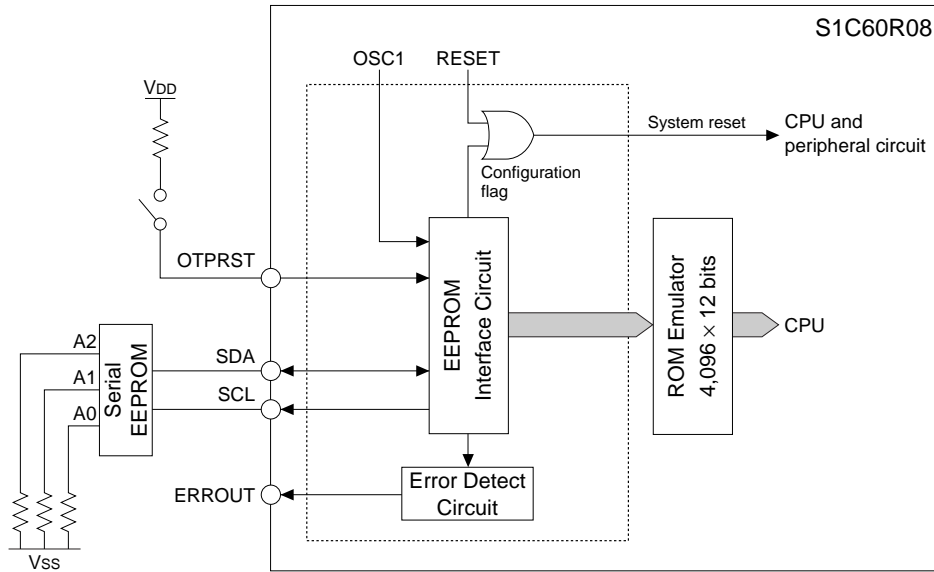 S1C60R08
OSC1
RESET
VDD
System reset
CPU and
peripheral circuit
Configuration
flag
OTPRST
EEPROM
Interface Circuit
ROM Emulator
4,096 × 12 bits
CPU
A2
A1
A0
Serial
EEPROM
SDA
SCL
ERROUT
Error Detect
Circuit
VSS